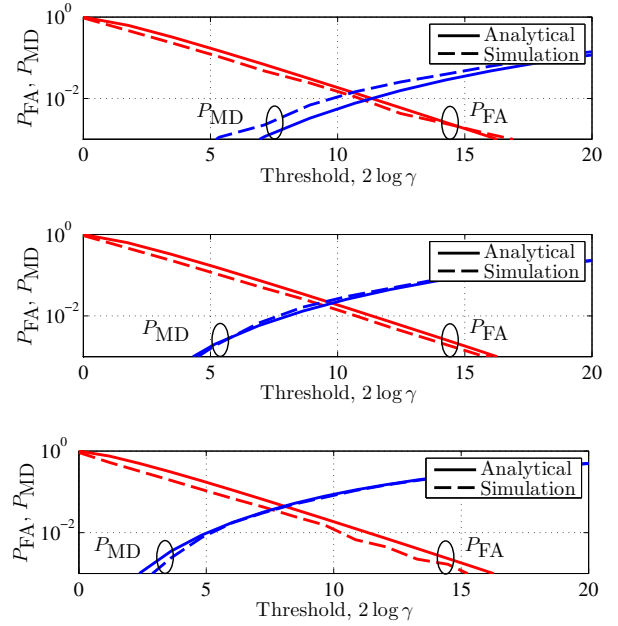 10^0
10^{-2}
P_FA, P_MD
Analytical
Simulation
P_MD
P_FA
0 5 10 15 20
Threshold, 2 log γ
10^0
10^{-2}
P_FA, P_MD
Analytical
Simulation
P_MD
P_FA
0 5 10 15 20
Threshold, 2 log γ
10^0
10^{-2}
P_FA, P_MD
Analytical
Simulation
P_MD
P_FA
0 5 10 15 20
Threshold, 2 log γ